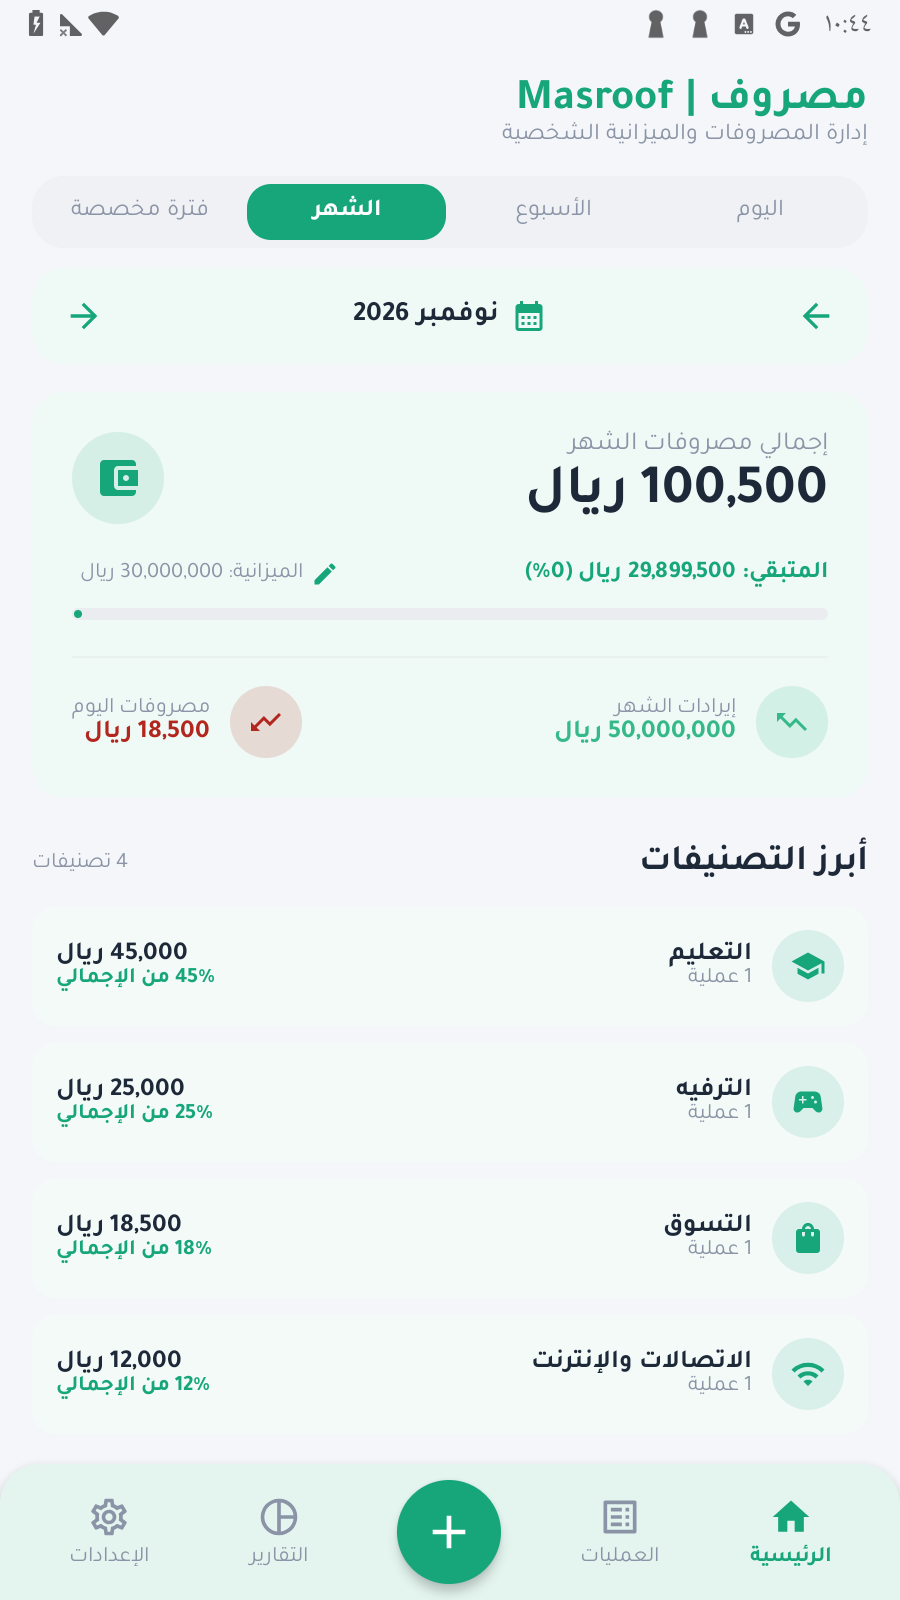 ١٠:٤٤
مصروف | Masroof
إدارة المصروفات والميزانية الشخصية
اليوم
الأسبوع
الشهر
فترة مخصصة
نوفمبر 2026
إجمالي مصروفات الشهر
100,500 ريال
المتبقي: 29,899,500 ريال (0%)
الميزانية: 30,000,000 ريال
إيرادات الشهر
50,000,000 ريال
مصروفات اليوم
18,500 ريال
أبرز التصنيفات
4 تصنيفات
التعليم
1 عملية
45,000 ريال
45% من الإجمالي
الترفيه
1 عملية
25,000 ريال
25% من الإجمالي
التسوق
1 عملية
18,500 ريال
18% من الإجمالي
الاتصالات والإنترنت
1 عملية
12,000 ريال
12% من الإجمالي
الرئيسية
العمليات
التقارير
الإعدادات